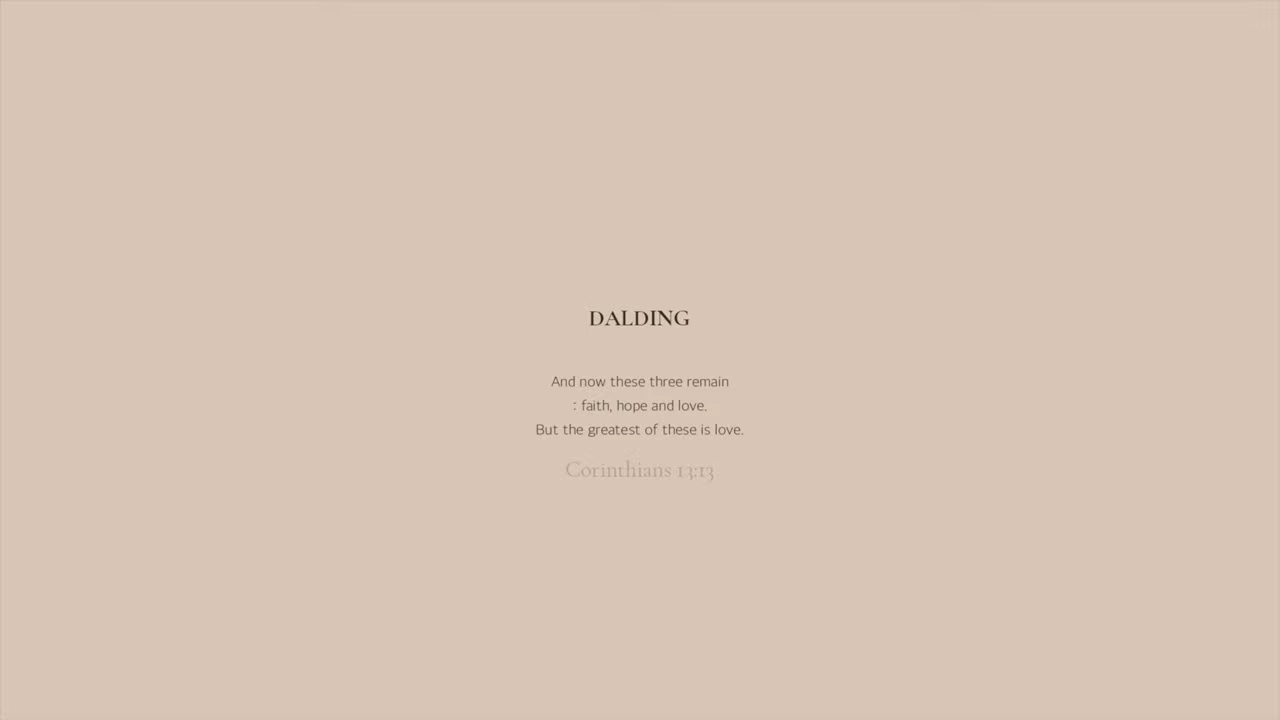 DALDING
And now these three remain
: faith, hope and love.
But the greatest of these is love.
Corinthians 13:13